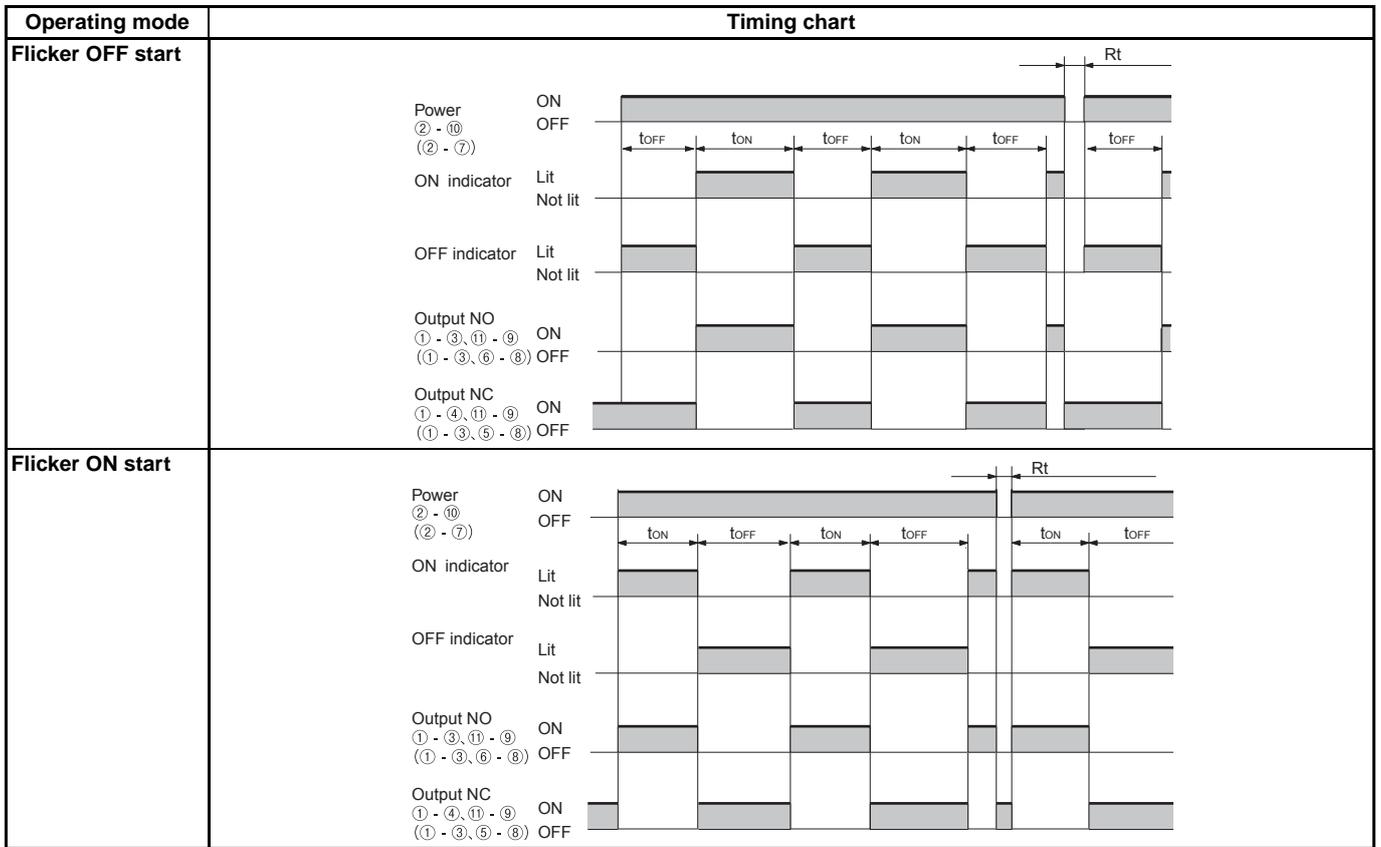 Operating mode Timing chart
Flicker OFF start
Rt
Power ON
② - ⑩ OFF
(② - ⑦)
tOFF tON tOFF tON tOFF tOFF
ON indicator Lit
Not lit
OFF indicator Lit
Not lit
Output NO
① - ③、⑪ - ⑨ ON
(① - ③、⑥ - ⑧) OFF
Output NC
① - ④、⑪ - ⑨ ON
(① - ③、⑤ - ⑧) OFF
Flicker ON start
Rt
Power ON
② - ⑩ OFF
(② - ⑦)
tON tOFF tON tOFF tON tOFF
ON indicator Lit
Not lit
OFF indicator Lit
Not lit
Output NO
① - ③、⑪ - ⑨ ON
(① - ③、⑥ - ⑧) OFF
Output NC
① - ④、⑪ - ⑨ ON
(① - ③、⑤ - ⑧) OFF